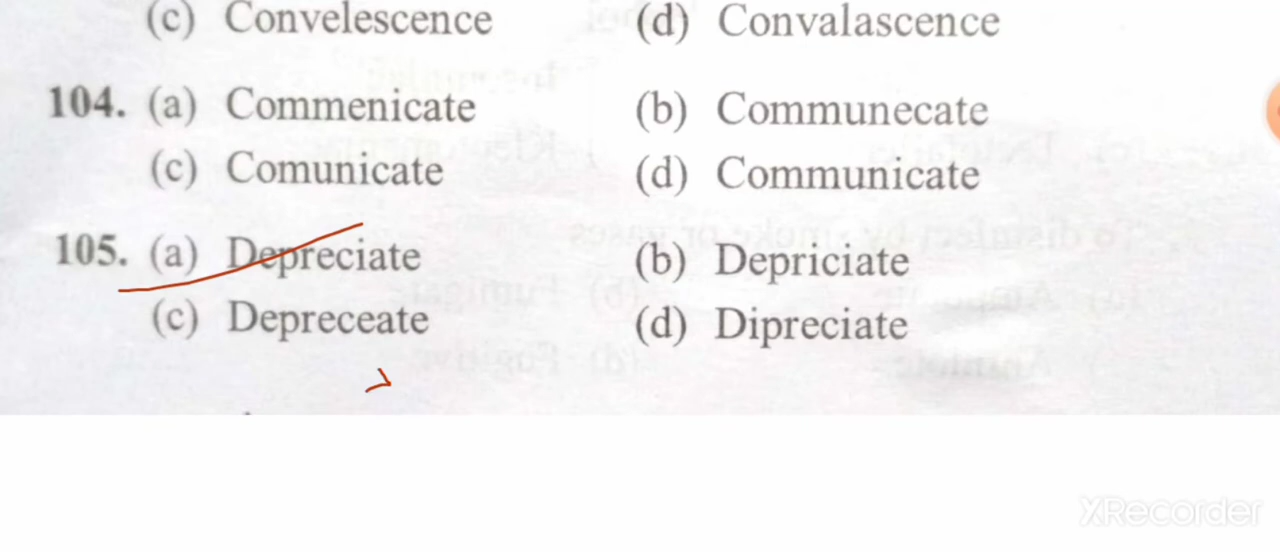 (c) Convelescence (d) Convalascence
104. (a) Commenicate (b) Communecate
(c) Comunicate (d) Communicate
105. (a) Depreciate (b) Depriciate
(c) Depreceate (d) Dipreciate
XRecorder